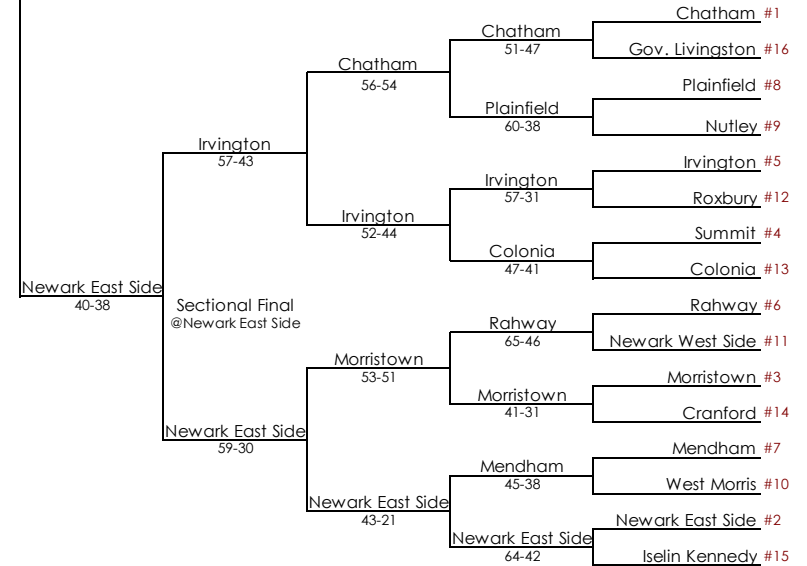 Chatham #1
Chatham
51-47
Gov. Livingston #16
Chatham
56-54
Plainfield #8
Plainfield
60-38
Nutley #9
Irvington
57-43
Irvington #5
Irvington
57-31
Roxbury #12
Irvington
52-44
Summit #4
Colonia
47-41
Colonia #13
Newark East Side
40-38
Sectional Final
@Newark East Side
Rahway #6
Rahway
65-46
Newark West Side #11
Morristown
53-51
Morristown #3
Morristown
41-31
Cranford #14
Newark East Side
59-30
Mendham #7
Mendham
45-38
West Morris #10
Newark East Side
43-21
Newark East Side #2
Newark East Side
64-42
Iselin Kennedy #15